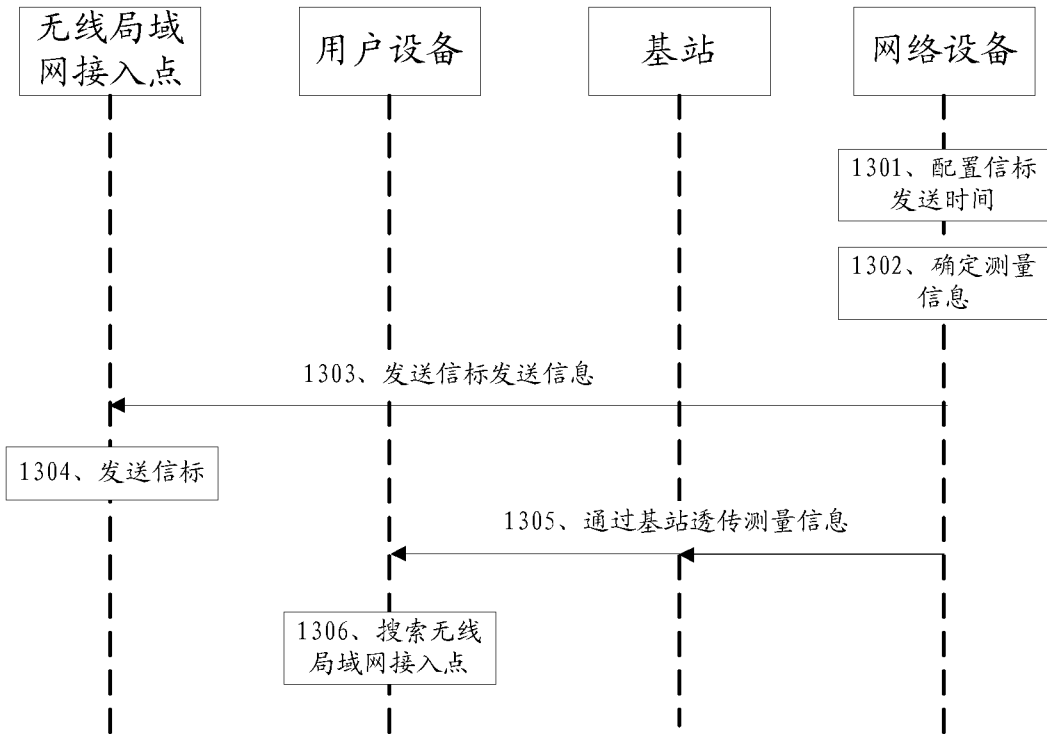 无线局域
网接入点
用户设备
基站
网络设备
1301、配置信标
发送时间
1302、确定测量
信息
1303、发送信标发送信息
1304、发送信标
1305、通过基站透传测量信息
1306、搜索无线
局域网接入点